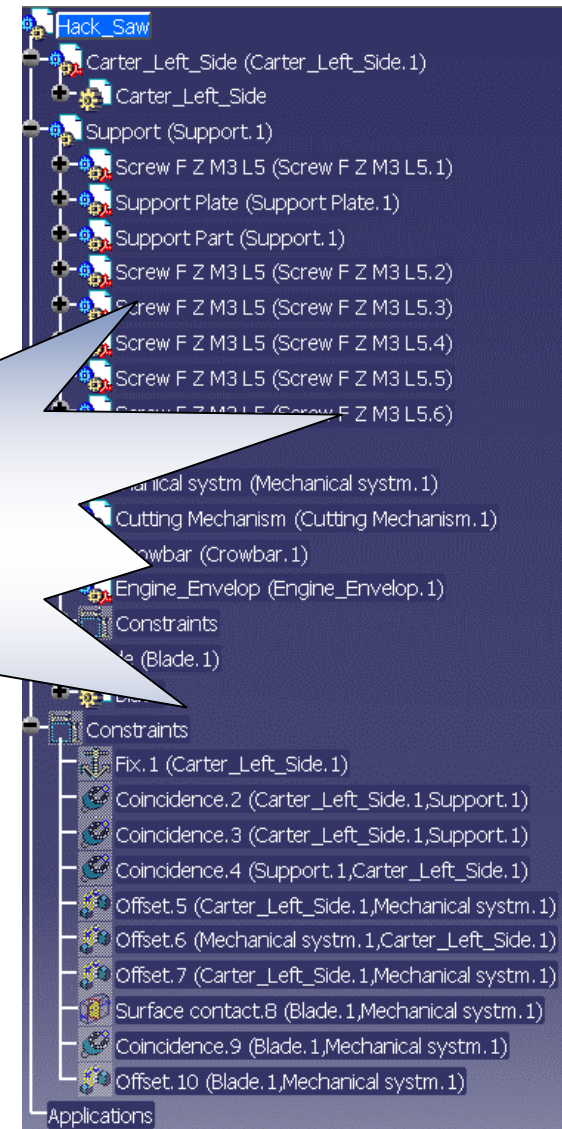 Hack_Saw
Carter_Left_Side (Carter_Left_Side.1)
Carter_Left_Side
Support (Support.1)
Screw F Z M3 L5 (Screw F Z M3 L5.1)
Support Plate (Support Plate.1)
Support Part (Support.1)
Screw F Z M3 L5 (Screw F Z M3 L5.2)
Screw F Z M3 L5 (Screw F Z M3 L5.3)
Screw F Z M3 L5 (Screw F Z M3 L5.4)
Screw F Z M3 L5 (Screw F Z M3 L5.5)
Screw F Z M3 L5 (Screw F Z M3 L5.6)
systm (Mechanical systm.1)
Cutting Mechanism (Cutting Mechanism.1)
(Crowbar.1)
Engine_Envelop (Engine_Envelop.1)
Constraints
(Blade.1)
Constraints
Fix.1 (Carter_Left_Side.1)
Coincidence.2 (Carter_Left_Side.1,Support.1)
Coincidence.3 (Carter_Left_Side.1,Support.1)
Coincidence.4 (Support.1,Carter_Left_Side.1)
Offset.5 (Carter_Left_Side.1,Mechanical systm.1)
Offset.6 (Mechanical systm.1,Carter_Left_Side.1)
Offset.7 (Carter_Left_Side.1,Mechanical systm.1)
Surface contact.8 (Blade.1,Mechanical systm.1)
Coincidence.9 (Blade.1,Mechanical systm.1)
Offset.10 (Blade.1,Mechanical systm.1)
Applications